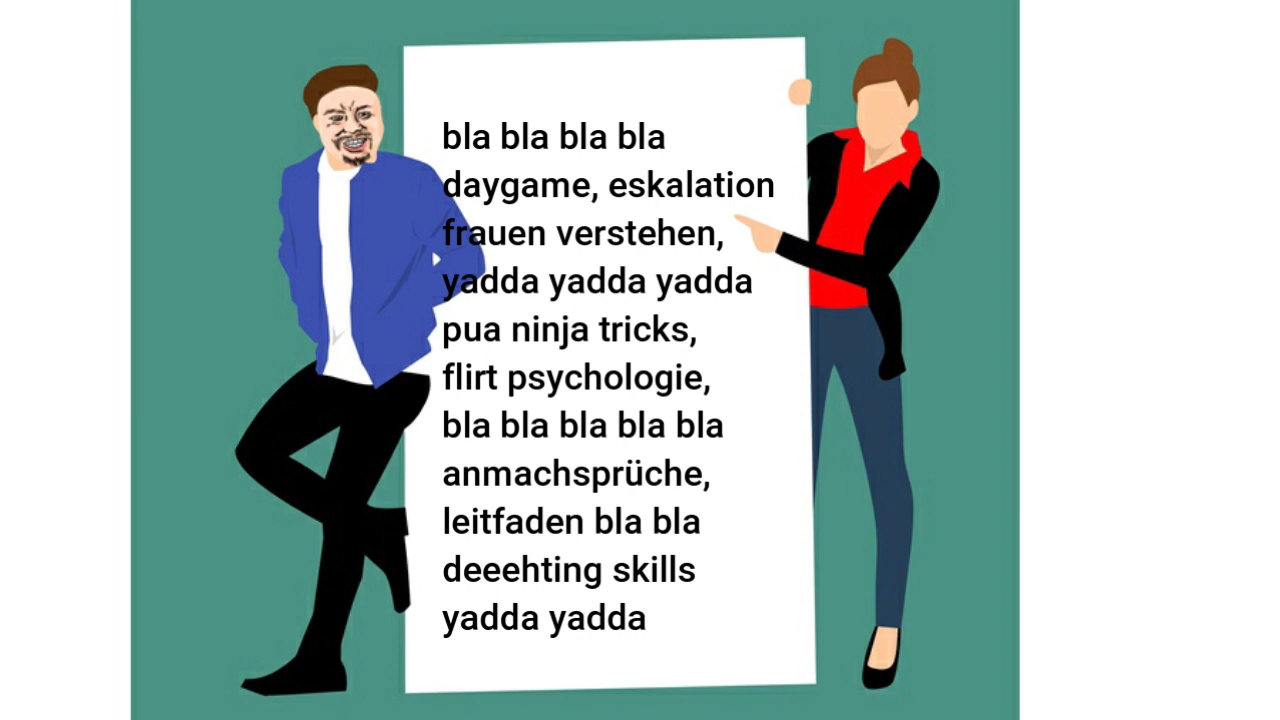 bla bla bla bla
daygame, eskalation
frauen verstehen,
yadda yadda yadda
pua ninja tricks,
flirt psychologie,
bla bla bla bla bla
anmachsprüche,
leitfaden bla bla
deeehting skills
yadda yadda